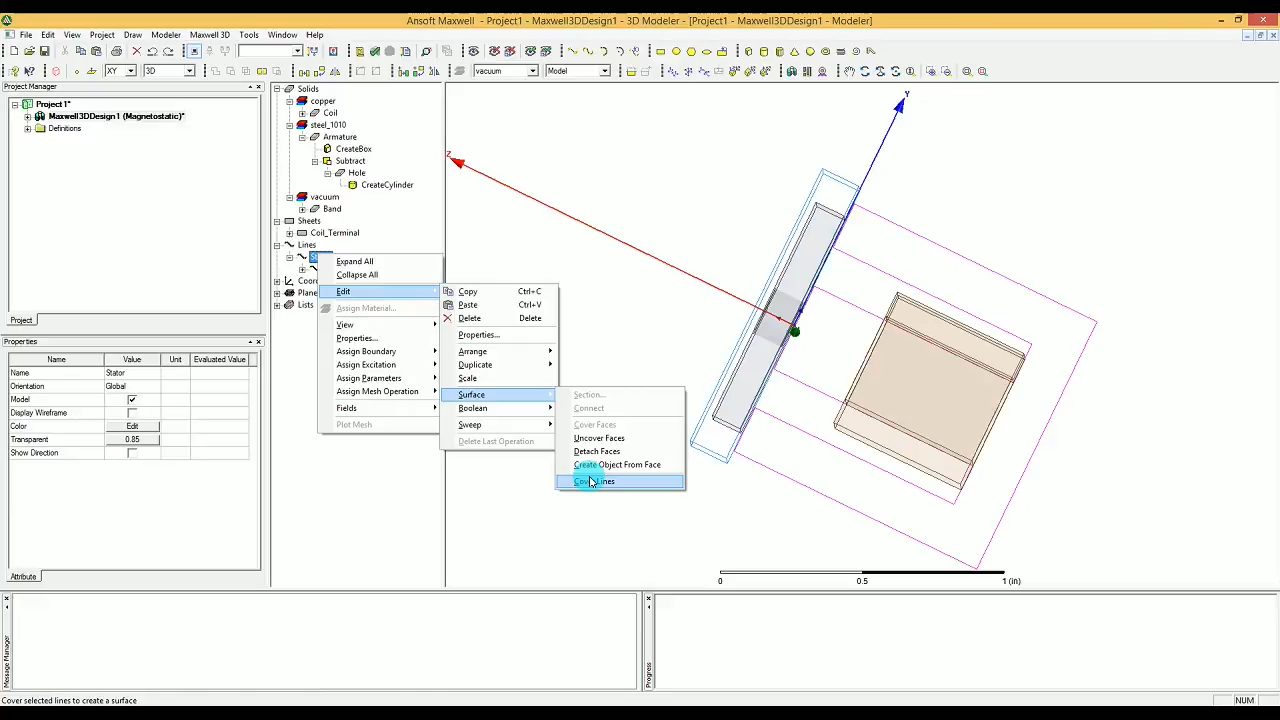 Ansoft Maxwell - Project1 - Maxwell3DDesign1 - 3D Modeler - [Project1 - Maxwell3DDesign1 - Modeler]
File Edit View Project Draw Modeler Maxwell 3D Tools Window Help
XY 3D vacuum Model
Project Manager
Project1*
Maxwell3DDesign1 (Magnetostatic)*
Definitions
Project
Properties
Name Value Unit Evaluated Value
Name Stator
Orientation Global
Model
Display Wireframe
Color Edit
Transparent 0.85
Show Direction
Attribute
Solids
copper
Coil
steel_1010
Armature
CreateBox
Subtract
Hole
CreateCylinder
vacuum
Band
Sheets
Coil_Terminal
Lines
Coord
Plane
Lists
Expand All
Collapse All
Edit
Assign Material...
View
Properties...
Assign Boundary
Assign Excitation
Assign Parameters
Assign Mesh Operation
Fields
Plot Mesh
Copy Ctrl+C
Paste Ctrl+V
Delete Delete
Properties...
Arrange
Duplicate
Scale
Surface
Boolean
Sweep
Delete Last Operation
Section...
Connect
Cover Faces
Uncover Faces
Detach Faces
Create Object From Face
Cover Lines
Y
Z
0 0.5 1 (in)
Message Manager
Progress
Cover selected lines to create a surface
NUM